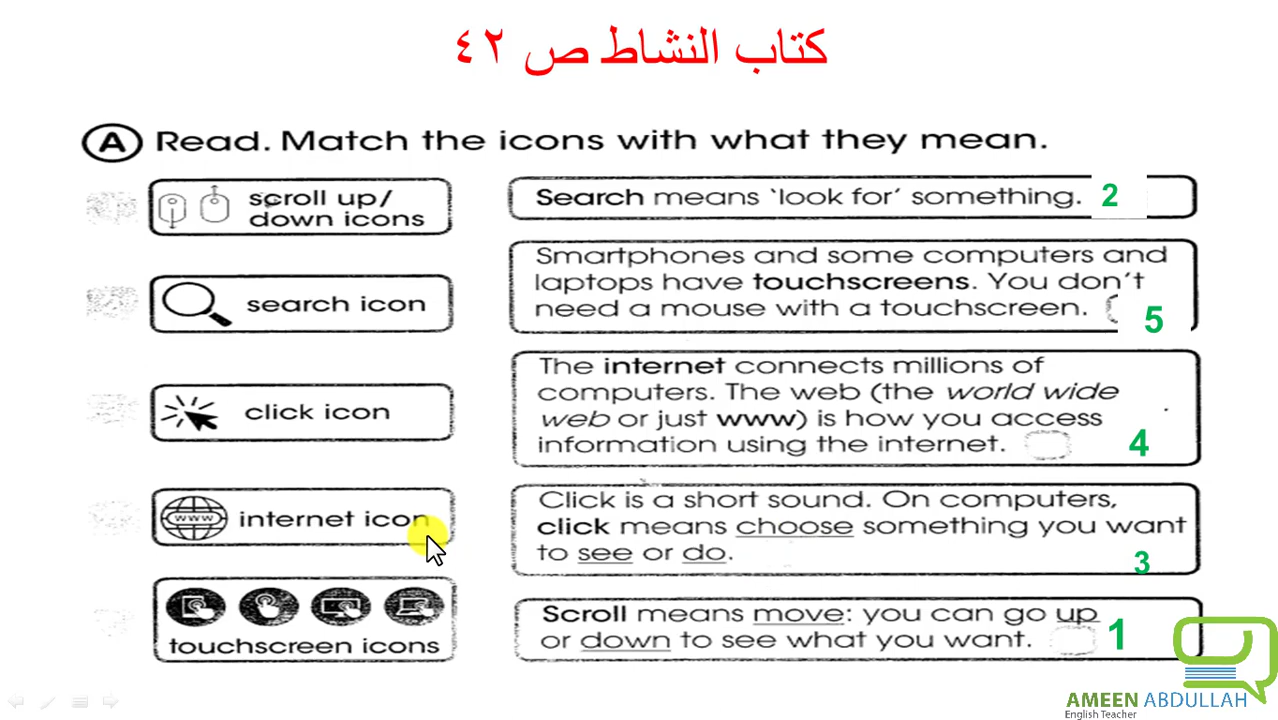 كتاب النشاط ص ٤٢
A Read. Match the icons with what they mean.
scroll up/
down icons
search icon
click icon
www internet icon
touchscreen icons
Search means ‘look for’ something. 2
Smartphones and some computers and
laptops have touchscreens. You don’t
need a mouse with a touchscreen. 5
The internet connects millions of
computers. The web (the world wide
web or just www) is how you access
information using the internet. 4
Click is a short sound. On computers,
click means choose something you want
to see or do. 3
Scroll means move: you can go up
or down to see what you want. 1
AMEEN ABDULLAH
English Teacher